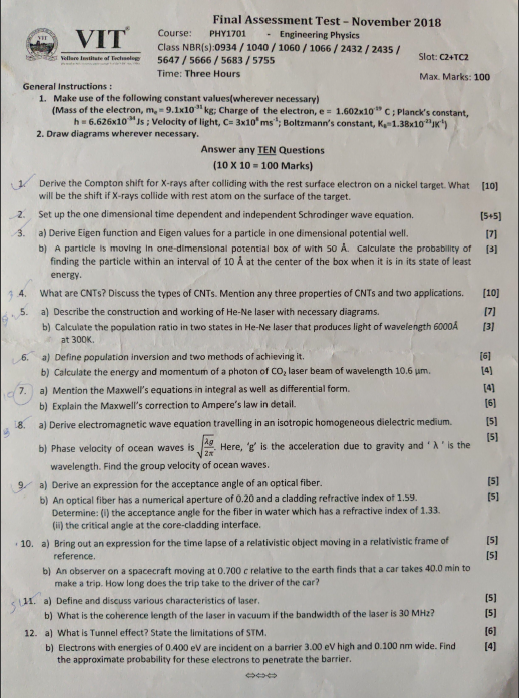 Final Assessment Test – November 2018
VIT
Vellore Institute of Technology
Course: PHY1701 - Engineering Physics
Class NBR(s):0934 / 1040 / 1060 / 1066 / 2432 / 2435 /
5647 / 5666 / 5683 / 5755
Slot: C2+TC2
Time: Three Hours
Max. Marks: 100
General Instructions :
1. Make use of the following constant values(wherever necessary)
(Mass of the electron, mₑ = 9.1x10⁻³¹ kg; Charge of the electron, e = 1.602x10⁻¹⁹ C ; Planck's constant,
h = 6.626x10⁻³⁴ Js ; Velocity of light, C= 3x10⁸ ms⁻¹; Boltzmann's constant, K_B=1.38x10⁻²³JK⁻¹)
2. Draw diagrams wherever necessary.
Answer any TEN Questions
(10 X 10 = 100 Marks)
1. Derive the Compton shift for X-rays after colliding with the rest surface electron on a nickel target. What [10]
will be the shift if X-rays collide with rest atom on the surface of the target.
2. Set up the one dimensional time dependent and independent Schrodinger wave equation. [5+5]
3. a) Derive Eigen function and Eigen values for a particle in one dimensional potential well. [7]
b) A particle is moving in one-dimensional potential box of with 50 Å. Calculate the probability of [3]
finding the particle within an interval of 10 Å at the center of the box when it is in its state of least
energy.
4. What are CNTs? Discuss the types of CNTs. Mention any three properties of CNTs and two applications. [10]
5. a) Describe the construction and working of He-Ne laser with necessary diagrams. [7]
b) Calculate the population ratio in two states in He-Ne laser that produces light of wavelength 6000Å [3]
at 300K.
6. a) Define population inversion and two methods of achieving it. [6]
b) Calculate the energy and momentum of a photon of CO₂ laser beam of wavelength 10.6 µm. [4]
7. a) Mention the Maxwell's equations in integral as well as differential form. [4]
b) Explain the Maxwell's correction to Ampere's law in detail. [6]
8. a) Derive electromagnetic wave equation travelling in an isotropic homogeneous dielectric medium. [5]
b) Phase velocity of ocean waves is √(λg/2π). Here, 'g' is the acceleration due to gravity and ' λ ' is the [5]
wavelength. Find the group velocity of ocean waves.
9. a) Derive an expression for the acceptance angle of an optical fiber. [5]
b) An optical fiber has a numerical aperture of 0.20 and a cladding refractive index of 1.59. [5]
Determine: (i) the acceptance angle for the fiber in water which has a refractive index of 1.33.
(ii) the critical angle at the core-cladding interface.
10. a) Bring out an expression for the time lapse of a relativistic object moving in a relativistic frame of [5]
reference. [5]
b) An observer on a spacecraft moving at 0.700 c relative to the earth finds that a car takes 40.0 min to
make a trip. How long does the trip take to the driver of the car?
11. a) Define and discuss various characteristics of laser. [5]
b) What is the coherence length of the laser in vacuum if the bandwidth of the laser is 30 MHz? [5]
12. a) What is Tunnel effect? State the limitations of STM. [6]
b) Electrons with energies of 0.400 eV are incident on a barrier 3.00 eV high and 0.100 nm wide. Find [4]
the approximate probability for these electrons to penetrate the barrier.